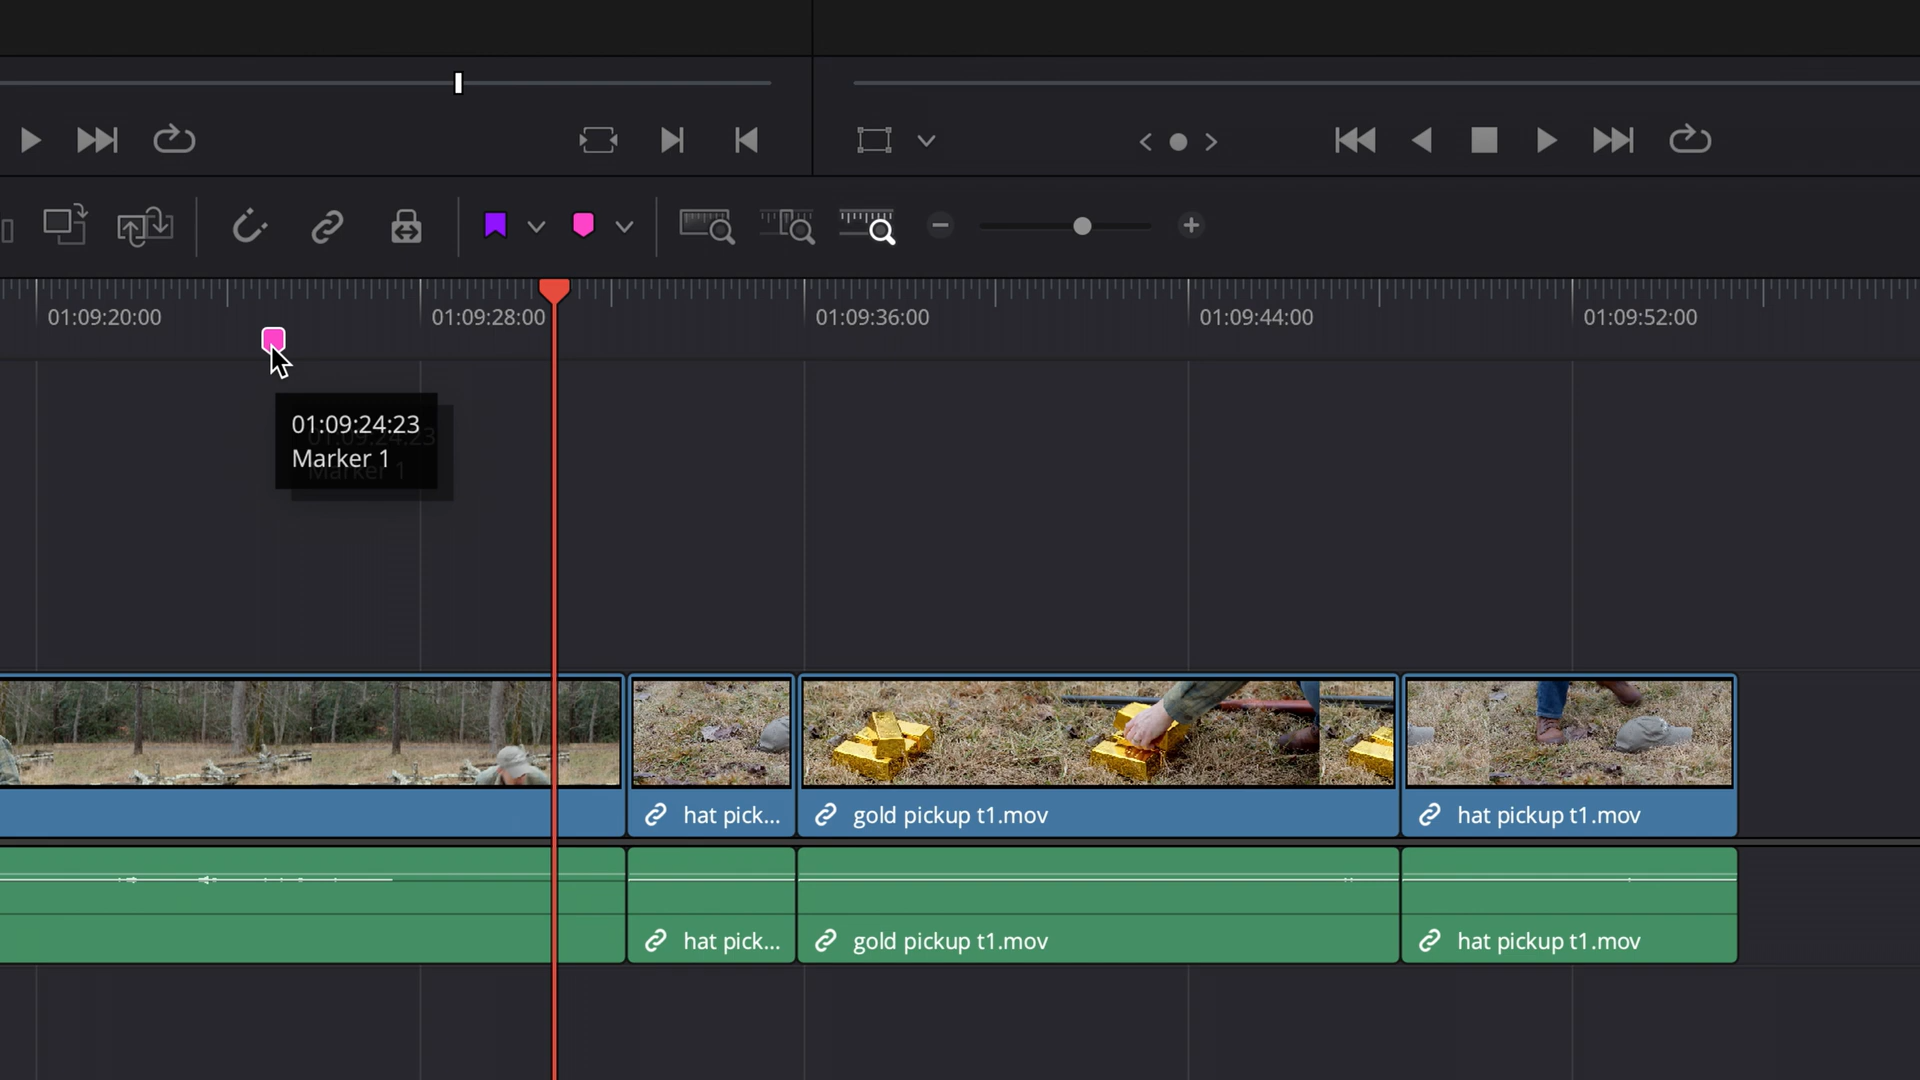 01:09:20:00
01:09:28:00
01:09:36:00
01:09:44:00
01:09:52:00
01:09:24:23
Marker 1
hat pick...
gold pickup t1.mov
hat pickup t1.mov
hat pick...
gold pickup t1.mov
hat pickup t1.mov